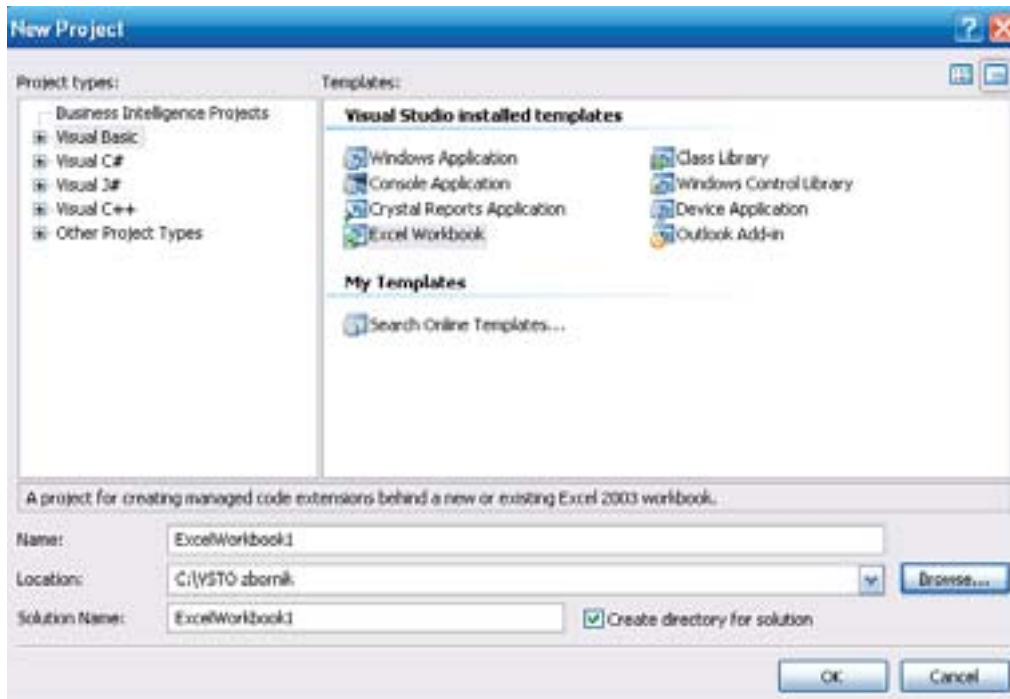 New Project
Project types:
Templates:
Business Intelligence Projects
Visual Basic
Visual C#
Visual J#
Visual C++
Other Project Types
Visual Studio installed templates
Windows Application
Class Library
Console Application
Windows Control Library
Crystal Reports Application
Device Application
Excel Workbook
Outlook Add-in
My Templates
Search Online Templates...
A project for creating managed code extensions behind a new or existing Excel 2003 workbook.
Name:
ExcelWorkbook1
Location:
C:\VSTO zbornik
Browse...
Solution Name:
ExcelWorkbook1
Create directory for solution
OK
Cancel